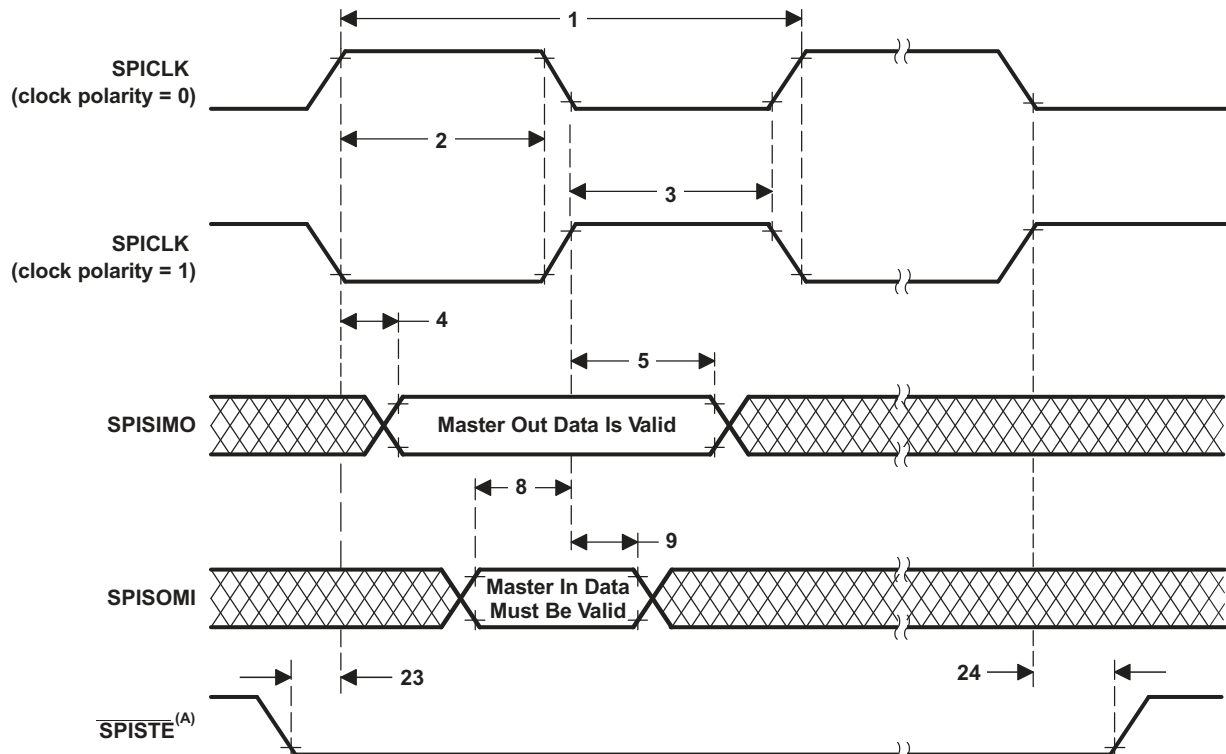 1
SPICLK
(clock polarity = 0)
2
3
SPICLK
(clock polarity = 1)
4
5
SPISIMO
Master Out Data Is Valid
8
9
SPISOMI
Master In Data
Must Be Valid
23
24
SPISTE(A)